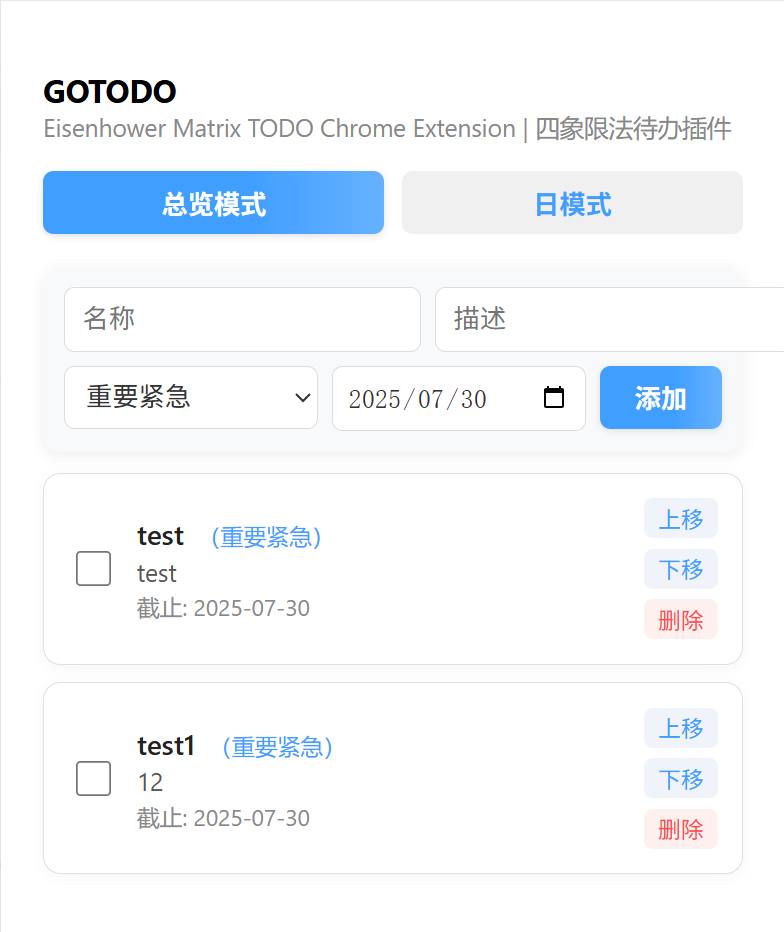 GOTODO
Eisenhower Matrix TODO Chrome Extension | 四象限法待办插件
总览模式 日模式
名称 描述
重要紧急 2025/07/30 添加
test (重要紧急)
test
截止: 2025-07-30
上移
下移
删除
test1 (重要紧急)
12
截止: 2025-07-30
上移
下移
删除